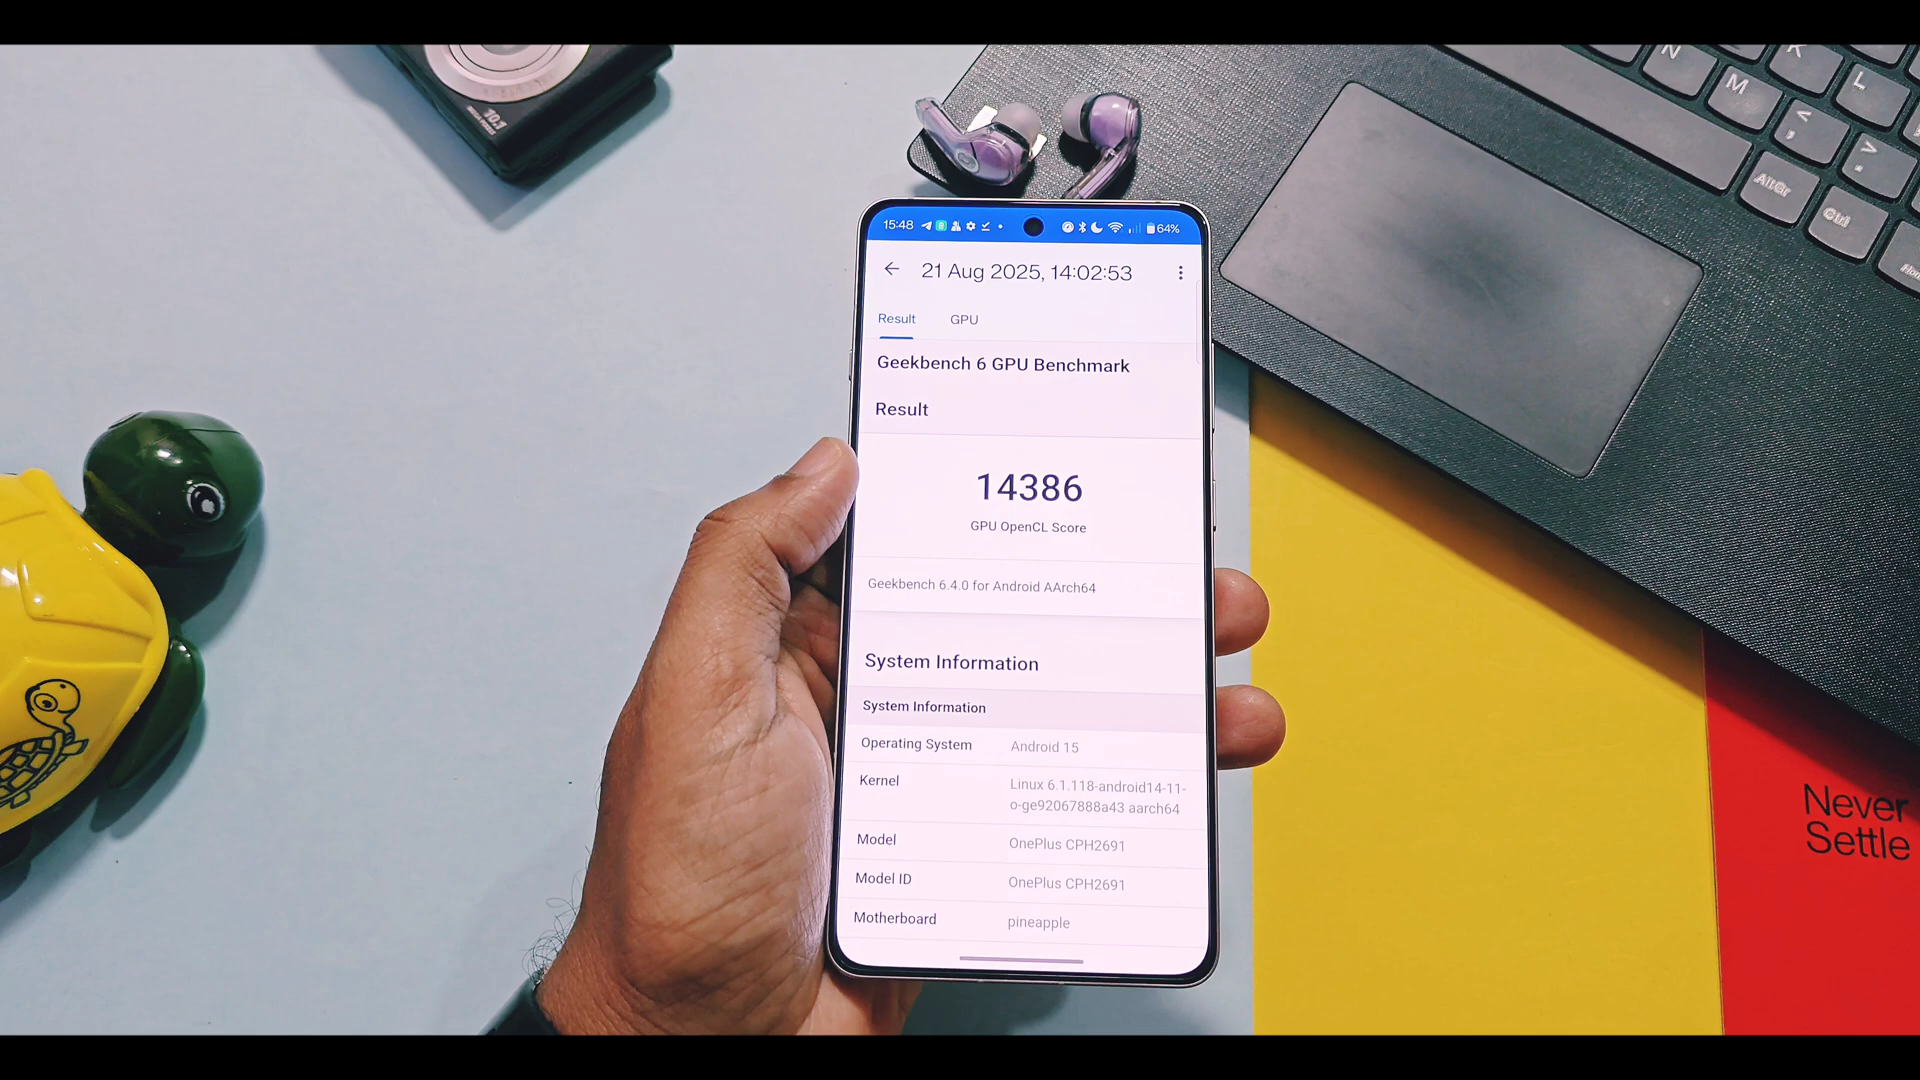 10.1
N
K
M
L
<
,
>
.
AltGr
Ctrl
15:48
64%
21 Aug 2025, 14:02:53
Result
GPU
Geekbench 6 GPU Benchmark
Result
14386
GPU OpenCL Score
Geekbench 6.4.0 for Android AArch64
System Information
System Information
Operating System Android 15
Kernel Linux 6.1.118-android14-11-
o-ge92067888a43 aarch64
Model OnePlus CPH2691
Model ID OnePlus CPH2691
Motherboard pineapple
Never
Settle